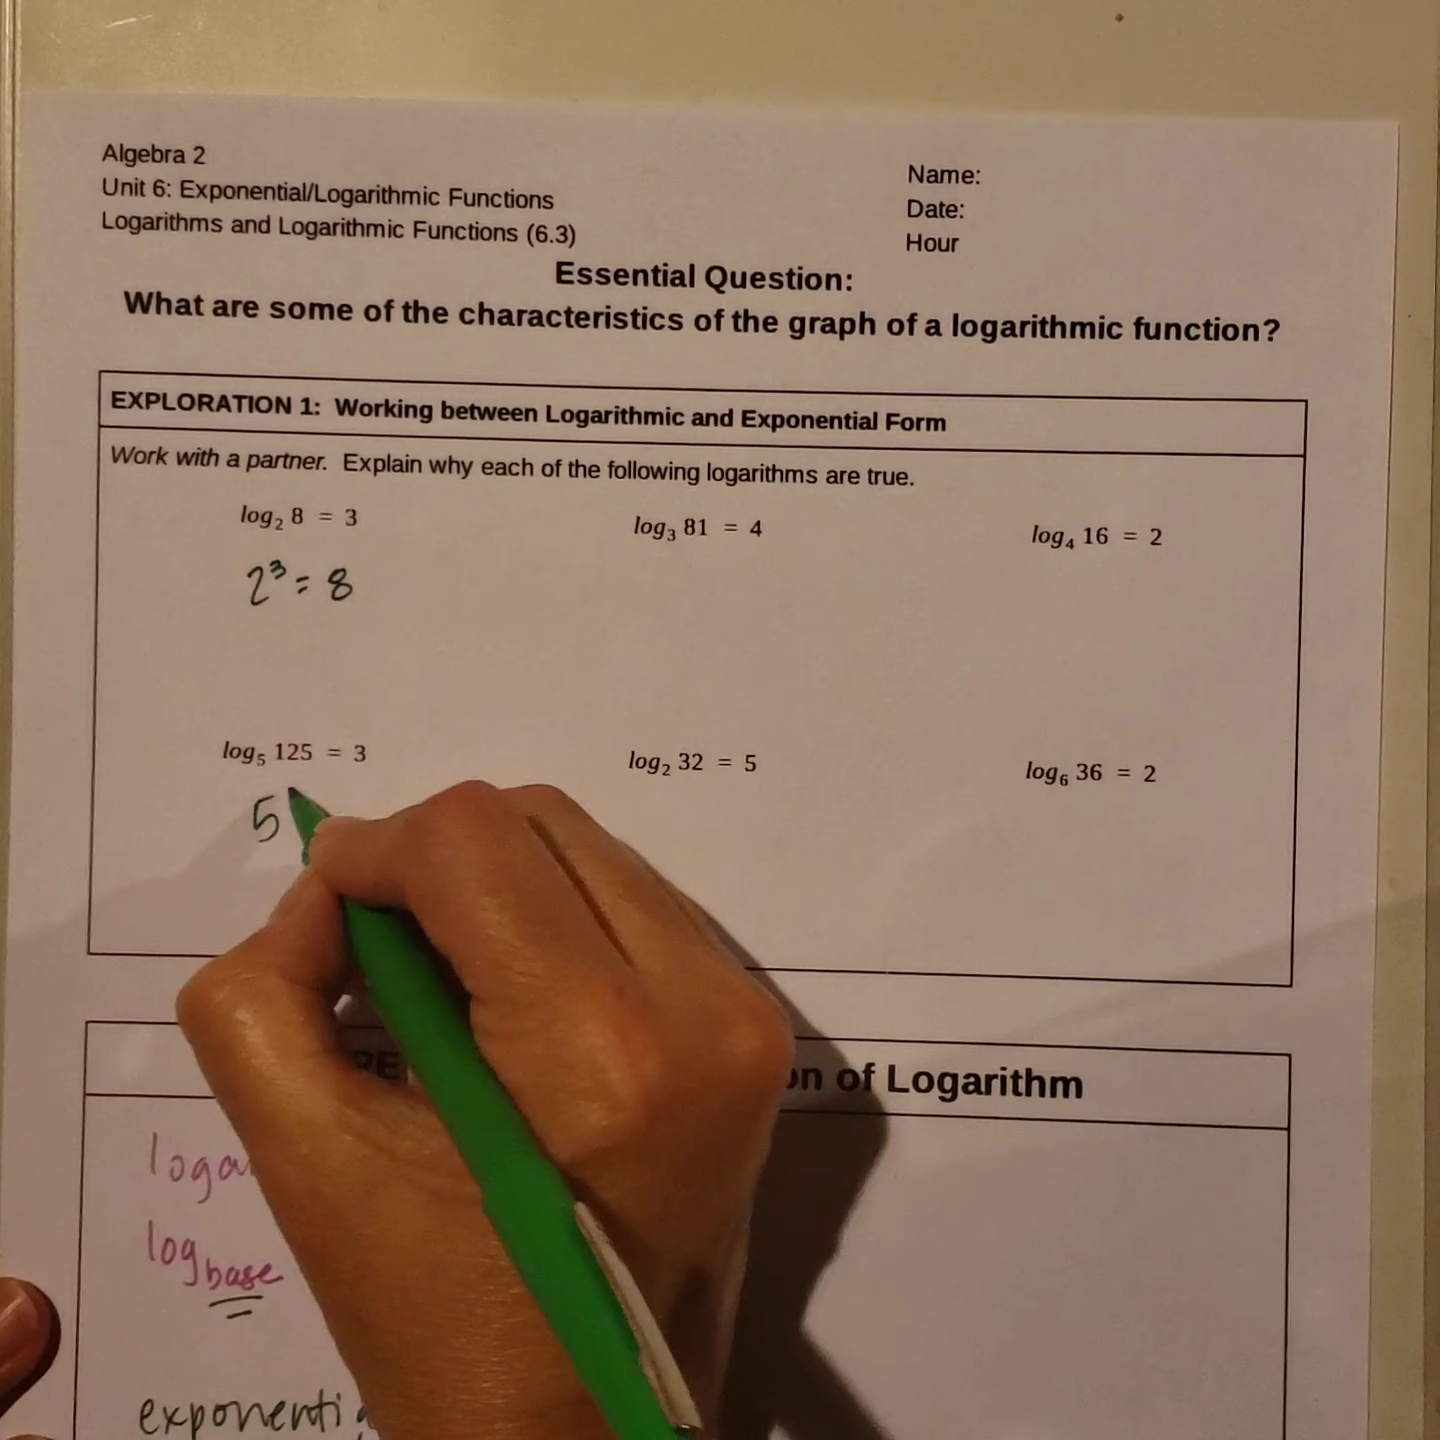 Algebra 2
Unit 6: Exponential/Logarithmic Functions
Logarithms and Logarithmic Functions (6.3)
Name:
Date:
Hour
Essential Question:
What are some of the characteristics of the graph of a logarithmic function?
EXPLORATION 1: Working between Logarithmic and Exponential Form
Work with a partner. Explain why each of the following logarithms are true.
log₂ 8 = 3
log₃ 81 = 4
log₄ 16 = 2
2³ = 8
log₅ 125 = 3
log₂ 32 = 5
log₆ 36 = 2
5
of Logarithm
log base